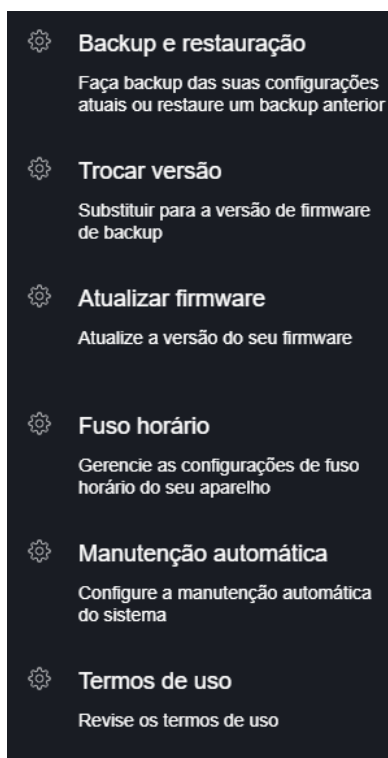 Backup e restauração
Faça backup das suas configurações
atuais ou restaure um backup anterior
Trocar versão
Substituir para a versão de firmware
de backup
Atualizar firmware
Atualize a versão do seu firmware
Fuso horário
Gerencie as configurações de fuso
horário do seu aparelho
Manutenção automática
Configure a manutenção automática
do sistema
Termos de uso
Revise os termos de uso